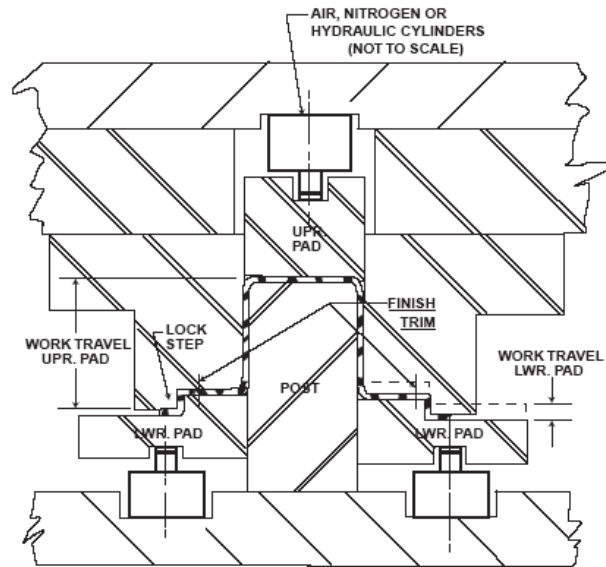 AIR, NITROGEN OR
HYDRAULIC CYLINDERS
(NOT TO SCALE)
UPR.
PAD
FINISH
TRIM
LOCK
STEP
WORK TRAVEL
UPR. PAD
WORK TRAVEL
LWR. PAD
POST
LWR. PAD
LWR. PAD